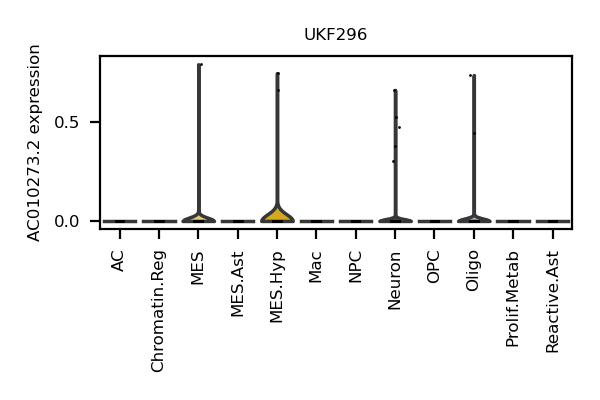 UKF296
AC010273.2 expression
0.5
0.0
AC
Chromatin.Reg
MES
MES.Ast
MES.Hyp
Mac
NPC
Neuron
OPC
Oligo
Prolif.Metab
Reactive.Ast